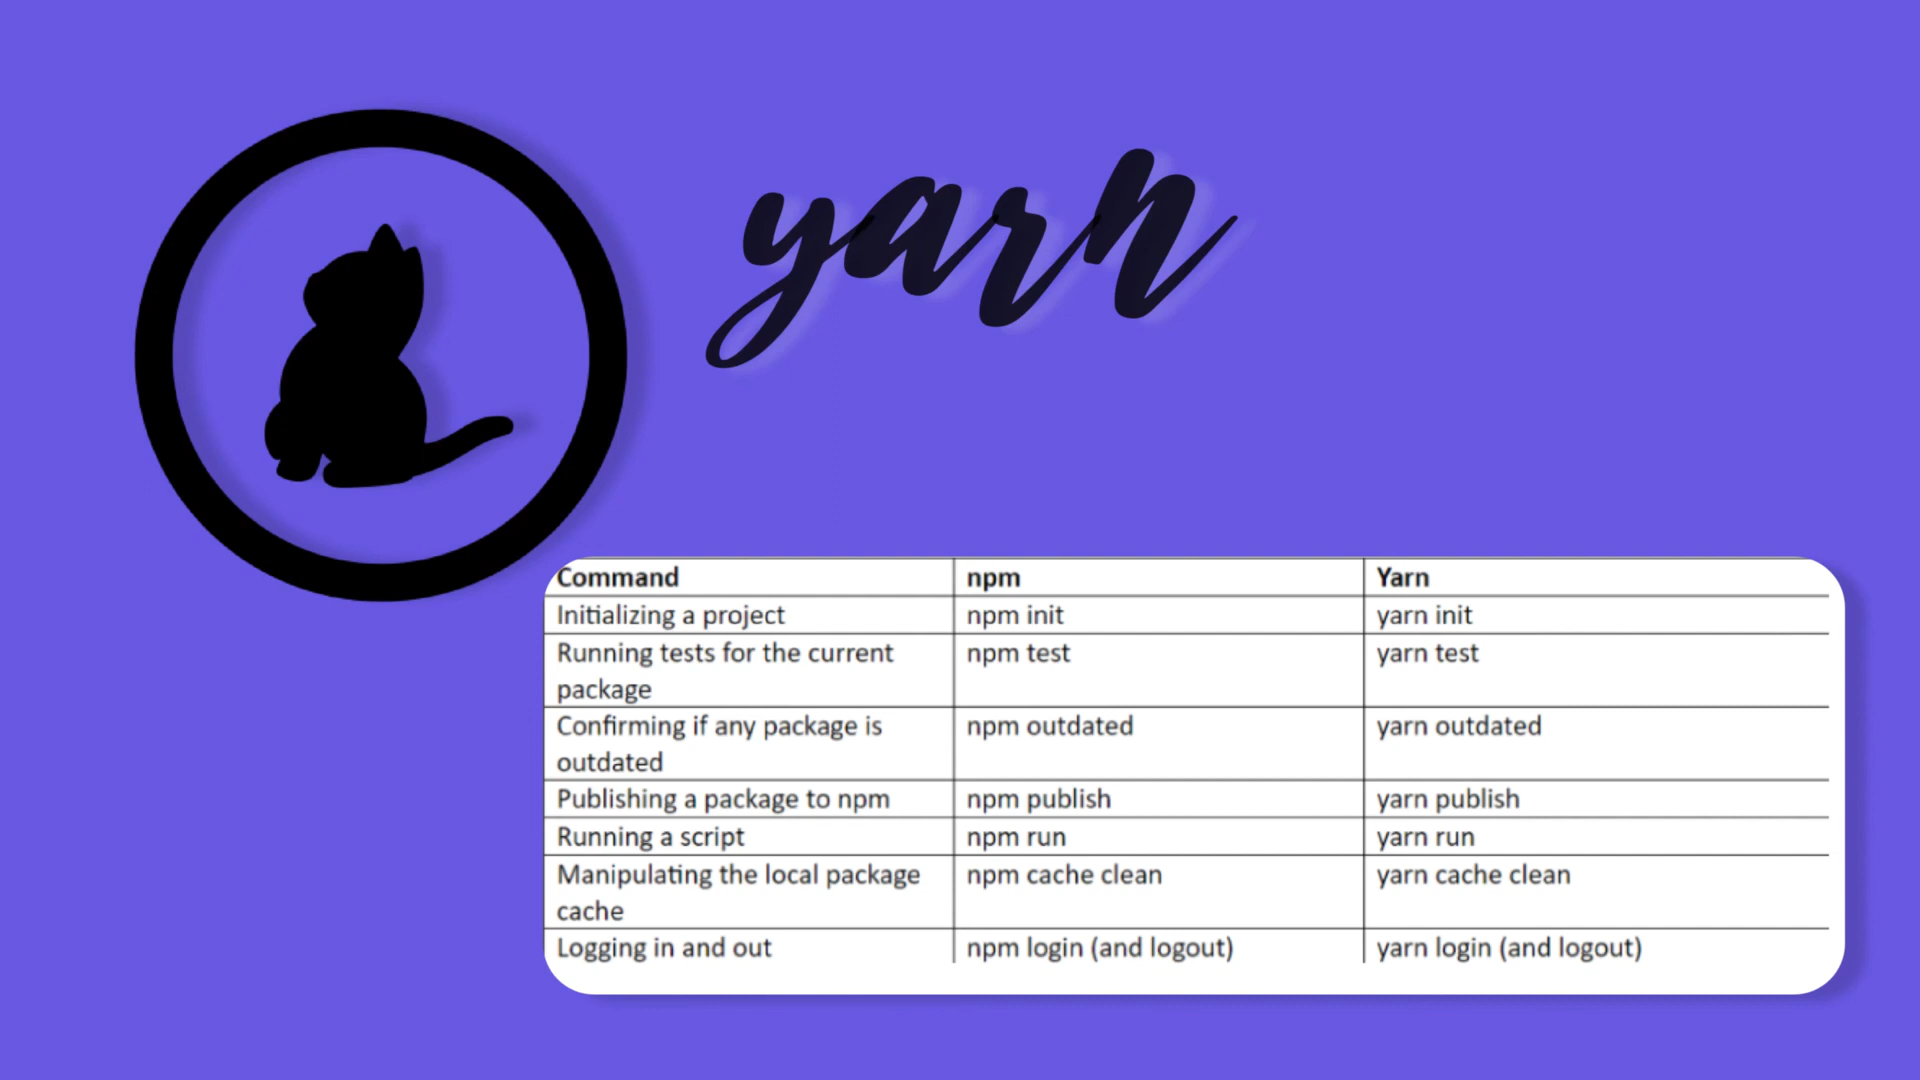 yarn
Command npm Yarn
Initializing a project npm init yarn init
Running tests for the current npm test yarn test
package
Confirming if any package is npm outdated yarn outdated
outdated
Publishing a package to npm npm publish yarn publish
Running a script npm run yarn run
Manipulating the local package npm cache clean yarn cache clean
cache
Logging in and out npm login (and logout) yarn login (and logout)